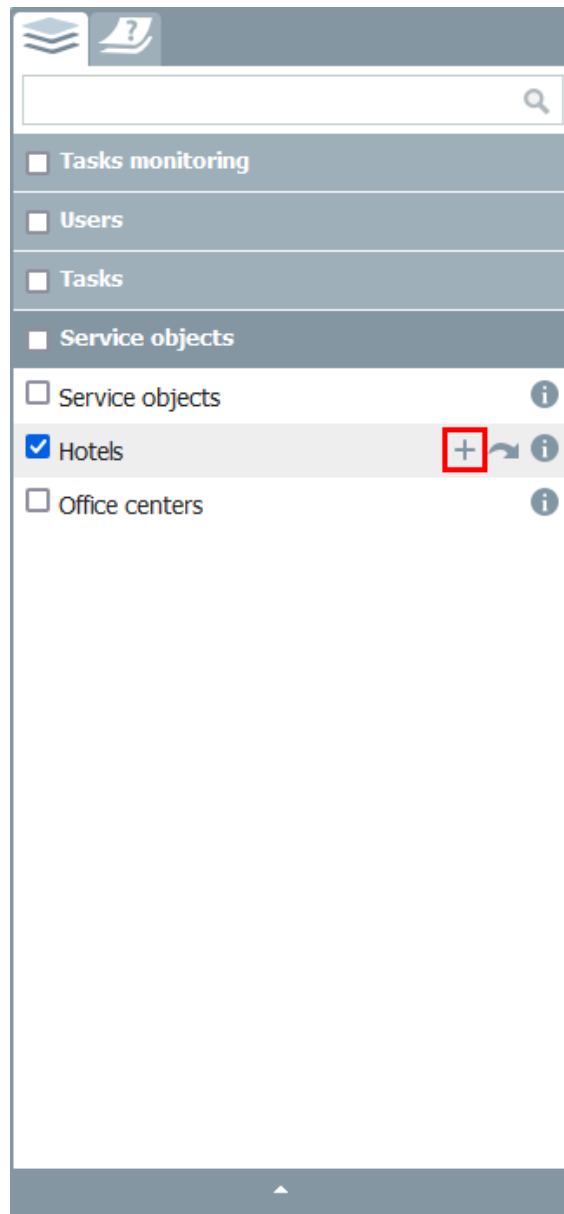 Tasks monitoring
Users
Tasks
Service objects
Service objects
Hotels
Office centers